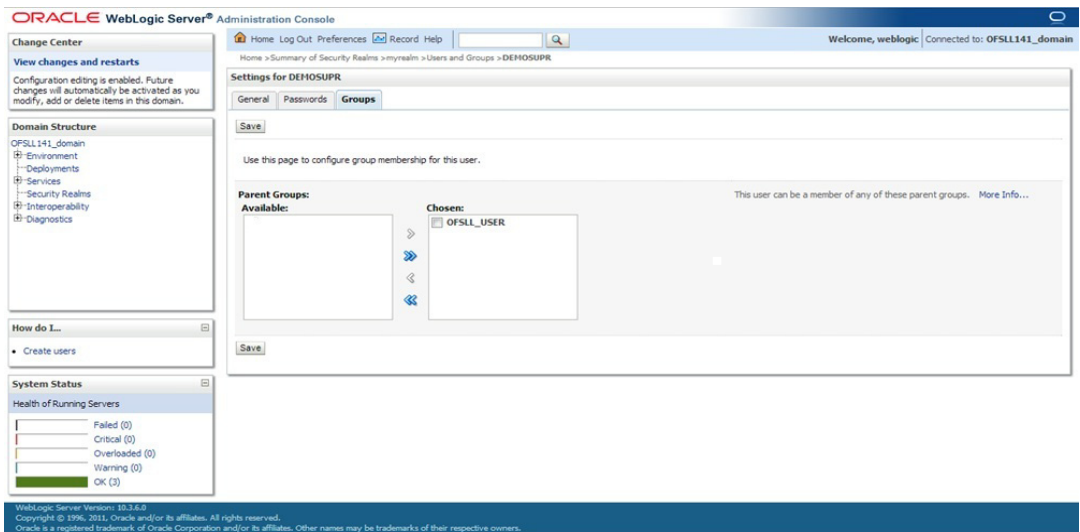 ORACLE WebLogic Server® Administration Console
Change Center
View changes and restarts
Configuration editing is enabled. Future
changes will automatically be activated as you
modify, add or delete items in this domain.
Domain Structure
OFSLL141_domain
Environment
Deployments
Services
Security Realms
Interoperability
Diagnostics
How do I...
Create users
System Status
Health of Running Servers
Failed (0)
Critical (0)
Overloaded (0)
Warning (0)
OK (3)
Home Log Out Preferences Record Help
Welcome, weblogic Connected to: OFSLL141_domain
Home >Summary of Security Realms >myrealm >Users and Groups >DEMOSUPR
Settings for DEMOSUPR
General Passwords Groups
Save
Use this page to configure group membership for this user.
Parent Groups:
This user can be a member of any of these parent groups. More Info...
Available: Chosen:
OFSLL_USER
Save
WebLogic Server Version: 10.3.6.0
Copyright © 1996, 2011, Oracle and/or its affiliates. All rights reserved.
Oracle is a registered trademark of Oracle Corporation and/or its affiliates. Other names may be trademarks of their respective owners.